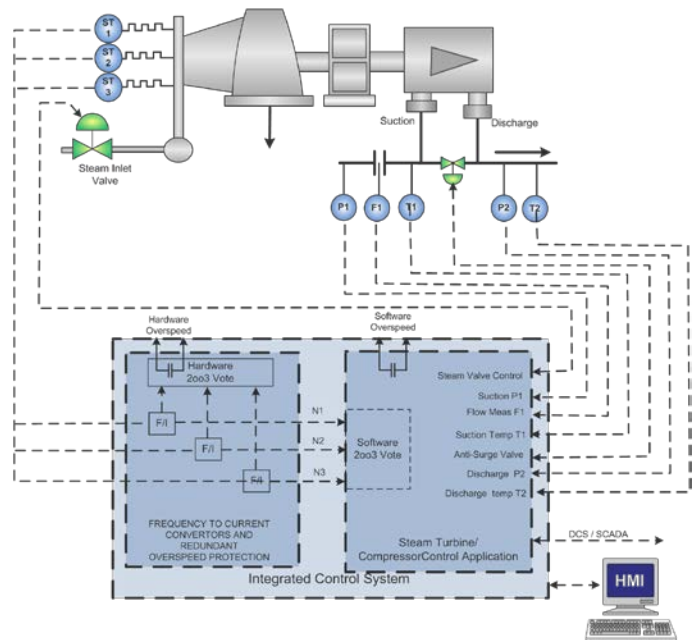 ST
1
ST
2
ST
3
Steam Inlet
Valve
Suction
Discharge
P1
F1
T1
P2
T2
Hardware
Overspeed
Software
Overspeed
Hardware
2oo3 Vote
F/I
F/I
F/I
N1
N2
N3
Software
2oo3 Vote
Steam Valve Control
Suction P1
Flow Meas F1
Suction Temp T1
Anti-Surge Valve
Discharge P2
Discharge temp T2
FREQUENCY TO CURRENT
CONVERTORS AND
REDUNDANT
OVERSPEED PROTECTION
Steam Turbine/
CompressorControl Application
Integrated Control System
DCS / SCADA
HMI